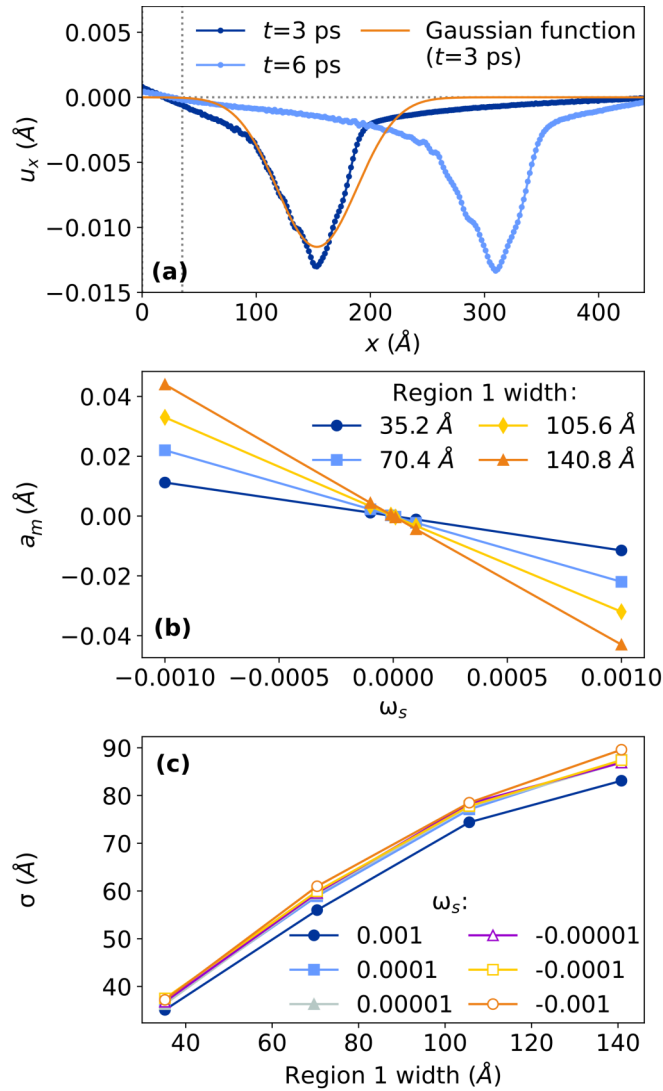 t=3 ps
t=6 ps
Gaussian function
(t=3 ps)
0.005
0.000
−0.005
−0.010
−0.015
uₓ (Å)
(a)
0 100 200 300 400
x (Å)
0.04
0.02
0.00
−0.02
−0.04
aₘ (Å)
Region 1 width:
35.2 Å
70.4 Å
105.6 Å
140.8 Å
(b)
−0.0010 −0.0005 0.0000 0.0005 0.0010
ωₛ
(c)
90
80
70
60
50
40
σ (Å)
ωₛ:
0.001
0.0001
0.00001
-0.00001
-0.0001
-0.001
40 60 80 100 120 140
Region 1 width (Å)